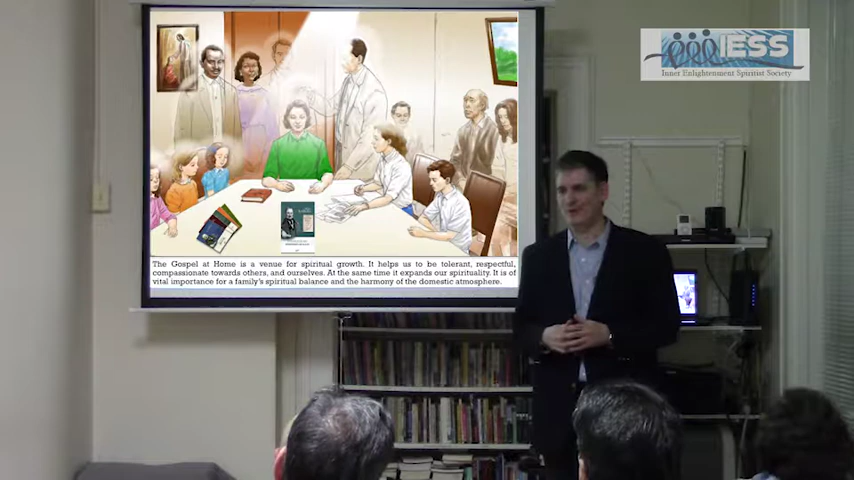 IESS
Inner Enlightenment Spiritist Society
The Gospel at Home is a venue for spiritual growth. It helps us to be tolerant, respectful,
compassionate towards others, and ourselves. At the same time it expands our spirituality. It is of
vital importance for a family's spiritual balance and the harmony of the domestic atmosphere.